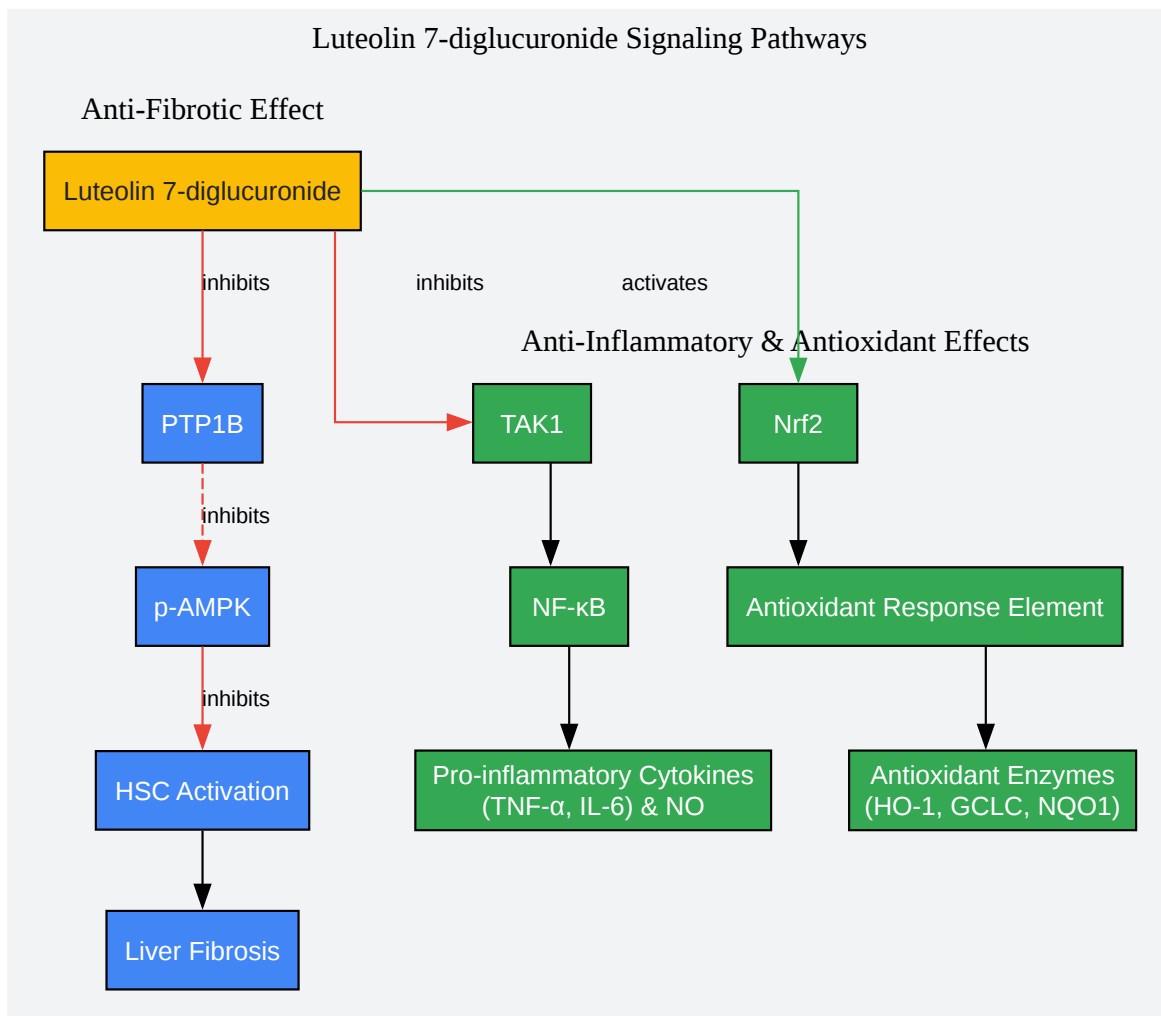 Luteolin 7-diglucuronide Signaling Pathways
Anti-Fibrotic Effect
Luteolin 7-diglucuronide
inhibits
inhibits
activates
Anti-Inflammatory & Antioxidant Effects
PTP1B
TAK1
Nrf2
inhibits
p-AMPK
NF-κB
Antioxidant Response Element
inhibits
HSC Activation
Pro-inflammatory Cytokines
(TNF-α, IL-6) & NO
Antioxidant Enzymes
(HO-1, GCLC, NQO1)
Liver Fibrosis